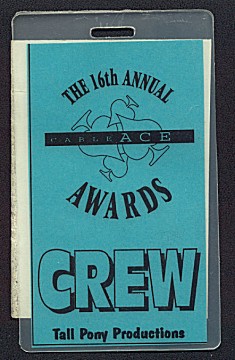 THE 16th ANNUAL
CABLE ACE
AWARDS
CREW
Tall Pony Productions